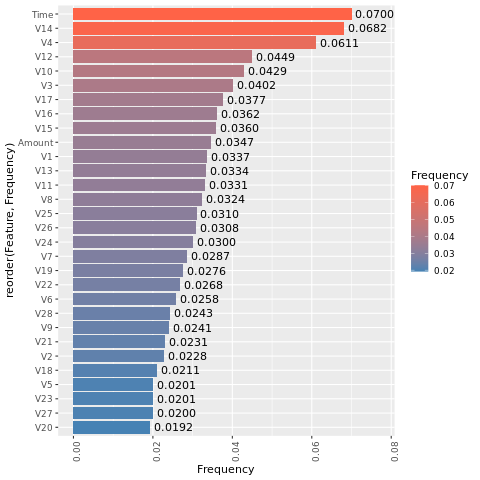 Time 0.0700
V14 0.0682
V4 0.0611
V12 0.0449
V10 0.0429
V3 0.0402
V17 0.0377
V16 0.0362
V15 0.0360
Amount 0.0347
V1 0.0337
V13 0.0334
V11 0.0331
V8 0.0324
V25 0.0310
V26 0.0308
V24 0.0300
V7 0.0287
V19 0.0276
V22 0.0268
V6 0.0258
V28 0.0243
V9 0.0241
V21 0.0231
V2 0.0228
V18 0.0211
V5 0.0201
V23 0.0201
V27 0.0200
V20 0.0192
0.00 0.02 0.04 0.06 0.08
Frequency
reorder(Feature, Frequency)
Frequency
0.07
0.06
0.05
0.04
0.03
0.02